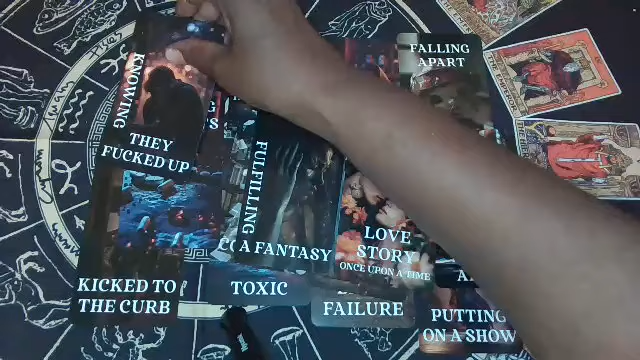 KNOWING
THEY
FUCKED UP
FALLING
APART
FULFILLING
A FANTASY
LOVE
STORY
ONCE UPON A TIME
KICKED TO
THE CURB
TOXIC
FAILURE
PUTTING
ON A SHOW